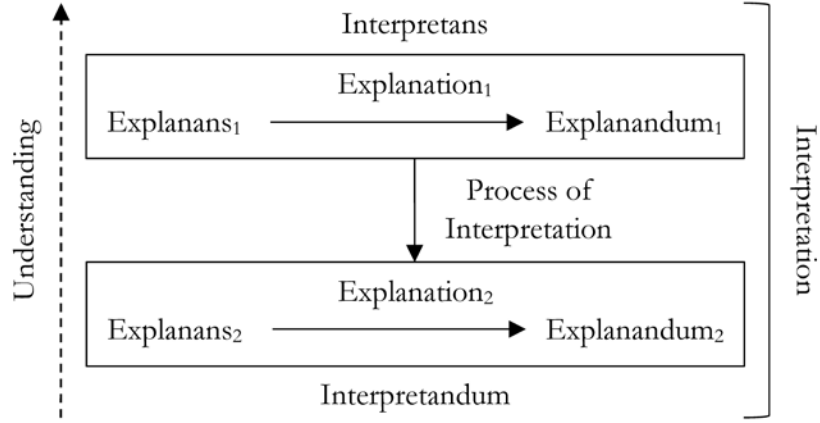 Interpretans
Explanation₁
Explanans₁ Explanandum₁
Understanding
Process of
Interpretation
Interpretation
Explanation₂
Explanans₂ Explanandum₂
Interpretandum